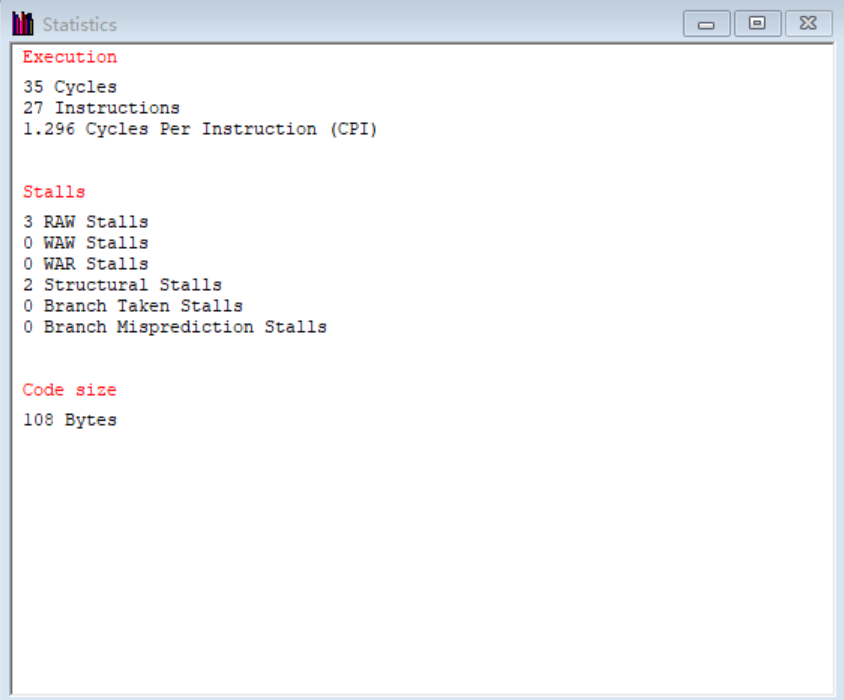 Statistics
Execution
35 Cycles
27 Instructions
1.296 Cycles Per Instruction (CPI)
Stalls
3 RAW Stalls
0 WAW Stalls
0 WAR Stalls
2 Structural Stalls
0 Branch Taken Stalls
0 Branch Misprediction Stalls
Code size
108 Bytes